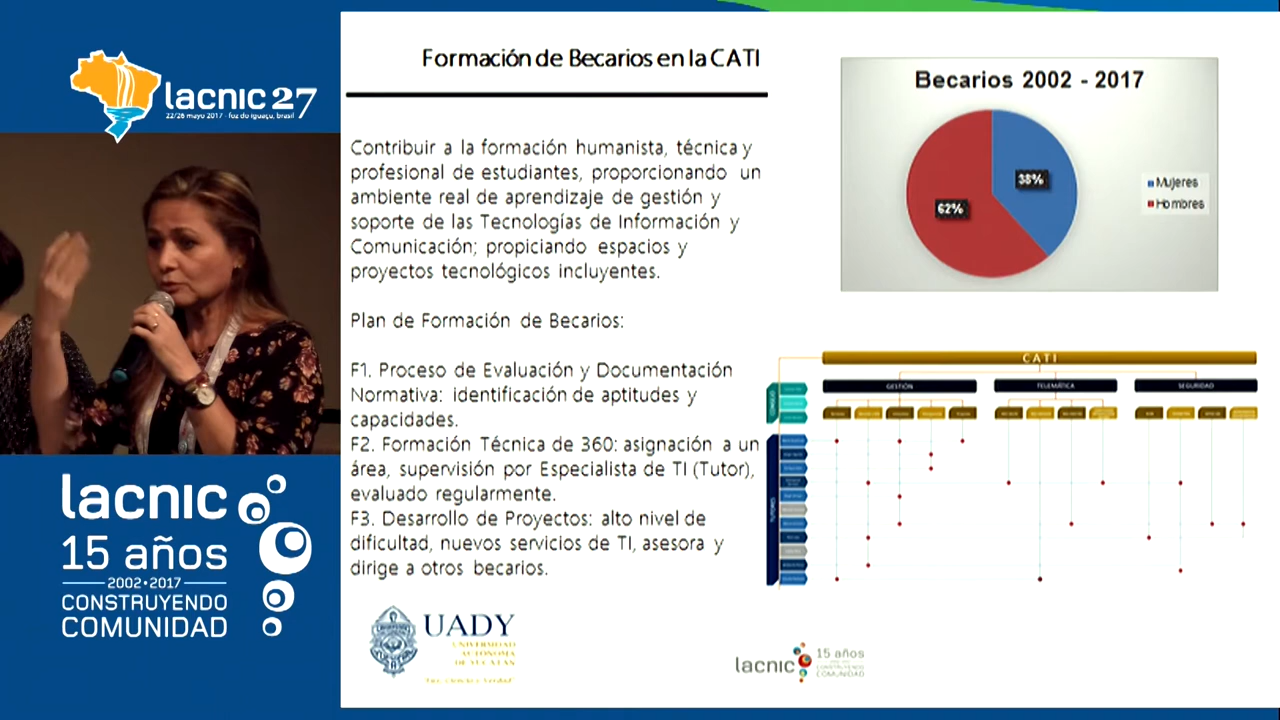 lacnic 27
22/26 mayo 2017 - foz do iguaçu, brasil
lacnic
15 años
2002•2017
CONSTRUYENDO
COMUNIDAD
Formación de Becarios en la CATI
Contribuir a la formación humanista, técnica y
profesional de estudiantes, proporcionando un
ambiente real de aprendizaje de gestión y
soporte de las Tecnologías de Información y
Comunicación; propiciando espacios y
proyectos tecnológicos incluyentes.
Plan de Formación de Becarios:
F1. Proceso de Evaluación y Documentación
Normativa: identificación de aptitudes y
capacidades.
F2. Formación Técnica de 360: asignación a un
área, supervisión por Especialista de TI (Tutor),
evaluado regularmente.
F3. Desarrollo de Proyectos: alto nivel de
dificultad, nuevos servicios de TI, asesora y
dirige a otros becarios.
UADY
UNIVERSIDAD
AUTÓNOMA
DE YUCATÁN
Becarios 2002 - 2017
38%
62%
Mujeres
Hombres
CATI
GESTIÓN
TELEMÁTICA
SEGURIDAD
lacnic
15 años
CONSTRUYENDO
COMUNIDAD